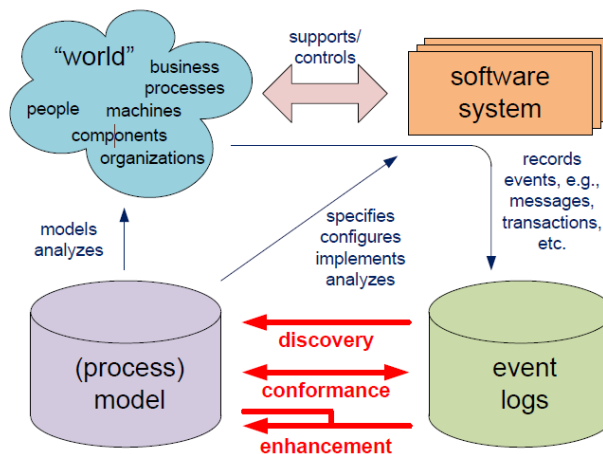 “world”
business
processes
people
machines
components
organizations
supports/
controls
software
system
records
events, e.g.,
messages,
transactions,
etc.
models
analyzes
specifies
configures
implements
analyzes
(process)
model
discovery
conformance
enhancement
event
logs